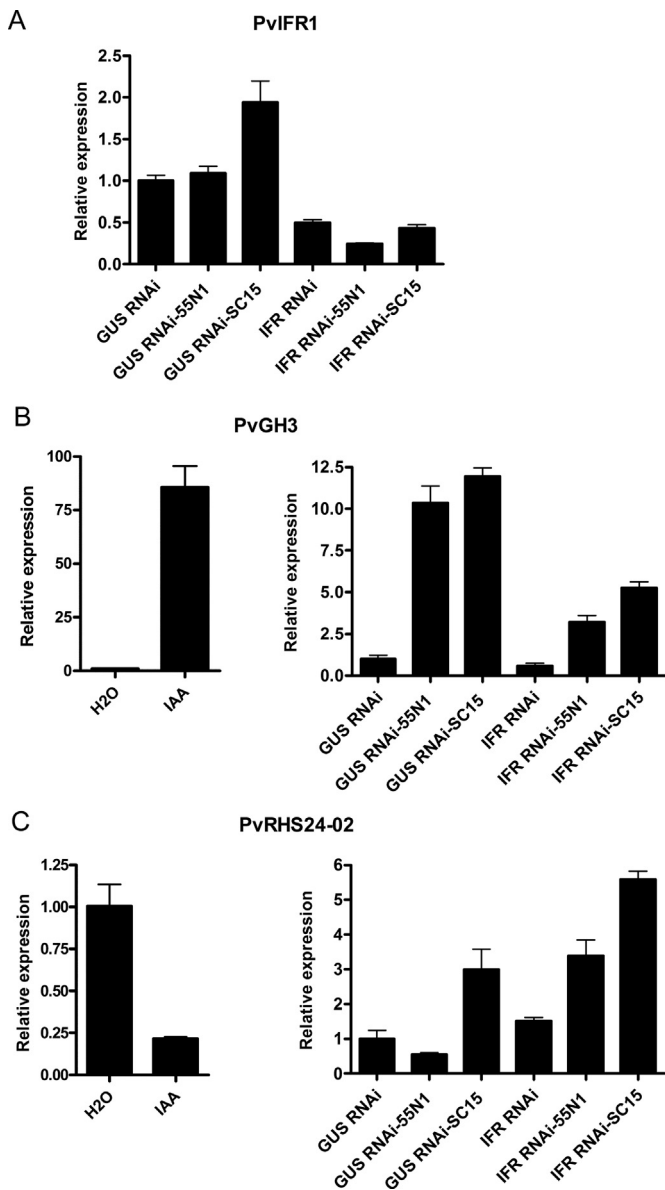 A
PvIFR1
Relative expression
2.5
2.0
1.5
1.0
0.5
0.0
GUS RNAi
GUS RNAi-55N1
GUS RNAi-SC15
IFR RNAi
IFR RNAi-55N1
IFR RNAi-SC15
B
PvGH3
Relative expression
100
75
50
25
0
H2O
IAA
Relative expression
12.5
10.0
7.5
5.0
2.5
0.0
GUS RNAi
GUS RNAi-55N1
GUS RNAi-SC15
IFR RNAi
IFR RNAi-55N1
IFR RNAi-SC15
C
PvRHS24-02
Relative expression
1.25
1.00
0.75
0.50
0.25
0.00
H2O
IAA
Relative expression
6
5
4
3
2
1
0
GUS RNAi
GUS RNAi-55N1
GUS RNAi-SC15
IFR RNAi
IFR RNAi-55N1
IFR RNAi-SC15